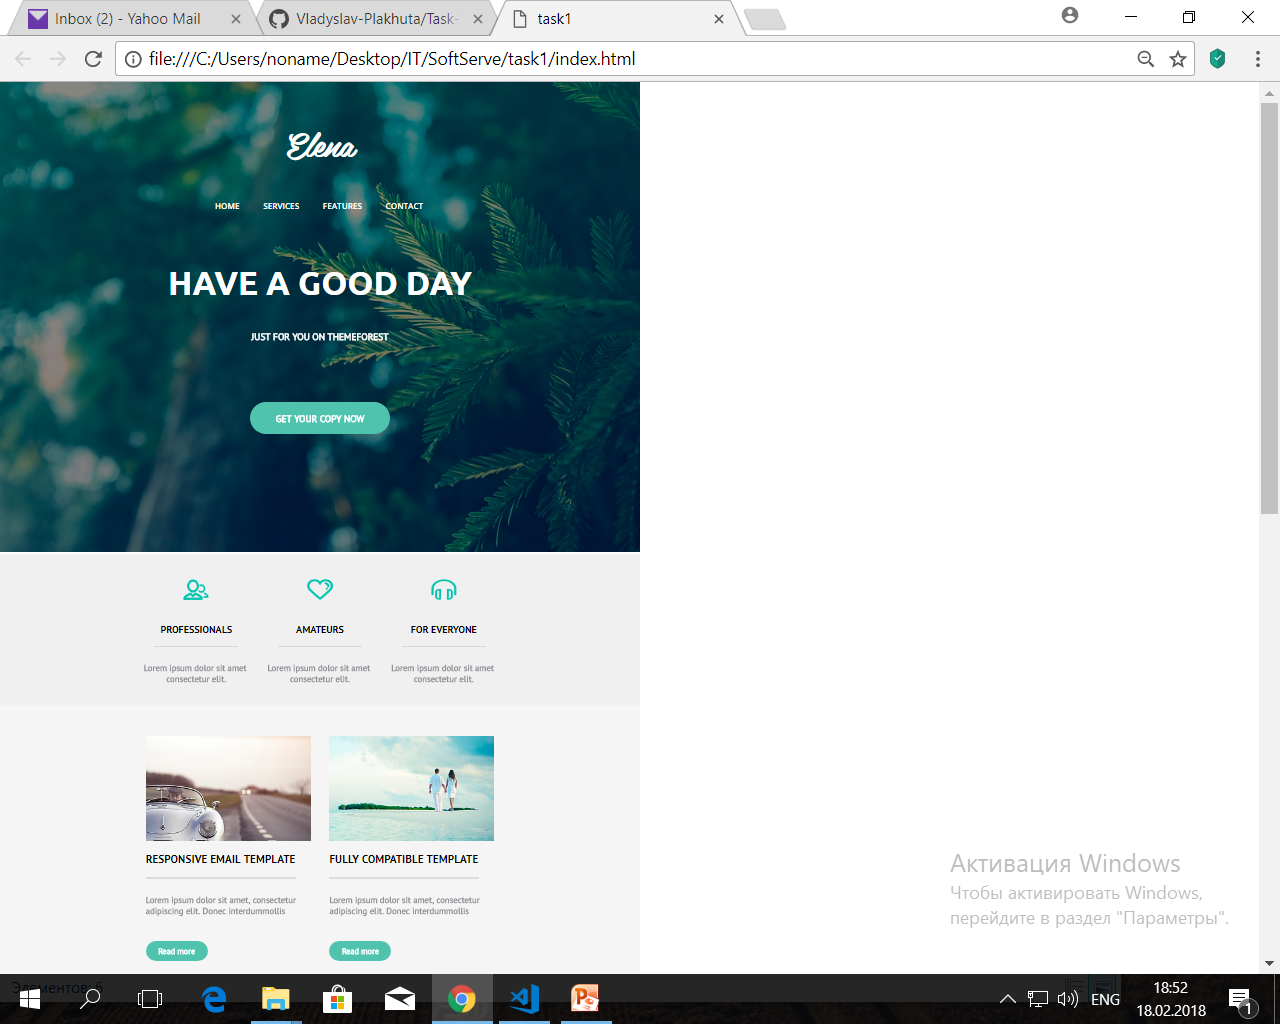 Inbox (2) - Yahoo Mail
Vladyslav-Plakhuta/Task-
task1
file:///C:/Users/noname/Desktop/IT/SoftServe/task1/index.html
Elena
HOME SERVICES FEATURES CONTACT
HAVE A GOOD DAY
JUST FOR YOU ON THEMEFOREST
GET YOUR COPY NOW
PROFESSIONALS AMATEURS FOR EVERYONE
Lorem ipsum dolor sit amet Lorem ipsum dolor sit amet Lorem ipsum dolor sit amet
consectetur elit. consectetur elit. consectetur elit.
RESPONSIVE EMAIL TEMPLATE FULLY COMPATIBLE TEMPLATE
Lorem ipsum dolor sit amet, consectetur Lorem ipsum dolor sit amet, consectetur
adipiscing elit. Donec interdummollis adipiscing elit. Donec interdummollis
Read more Read more
Активация Windows
Чтобы активировать Windows,
перейдите в раздел "Параметры".
Элементов: 6
ENG
18:52
18.02.2018
1